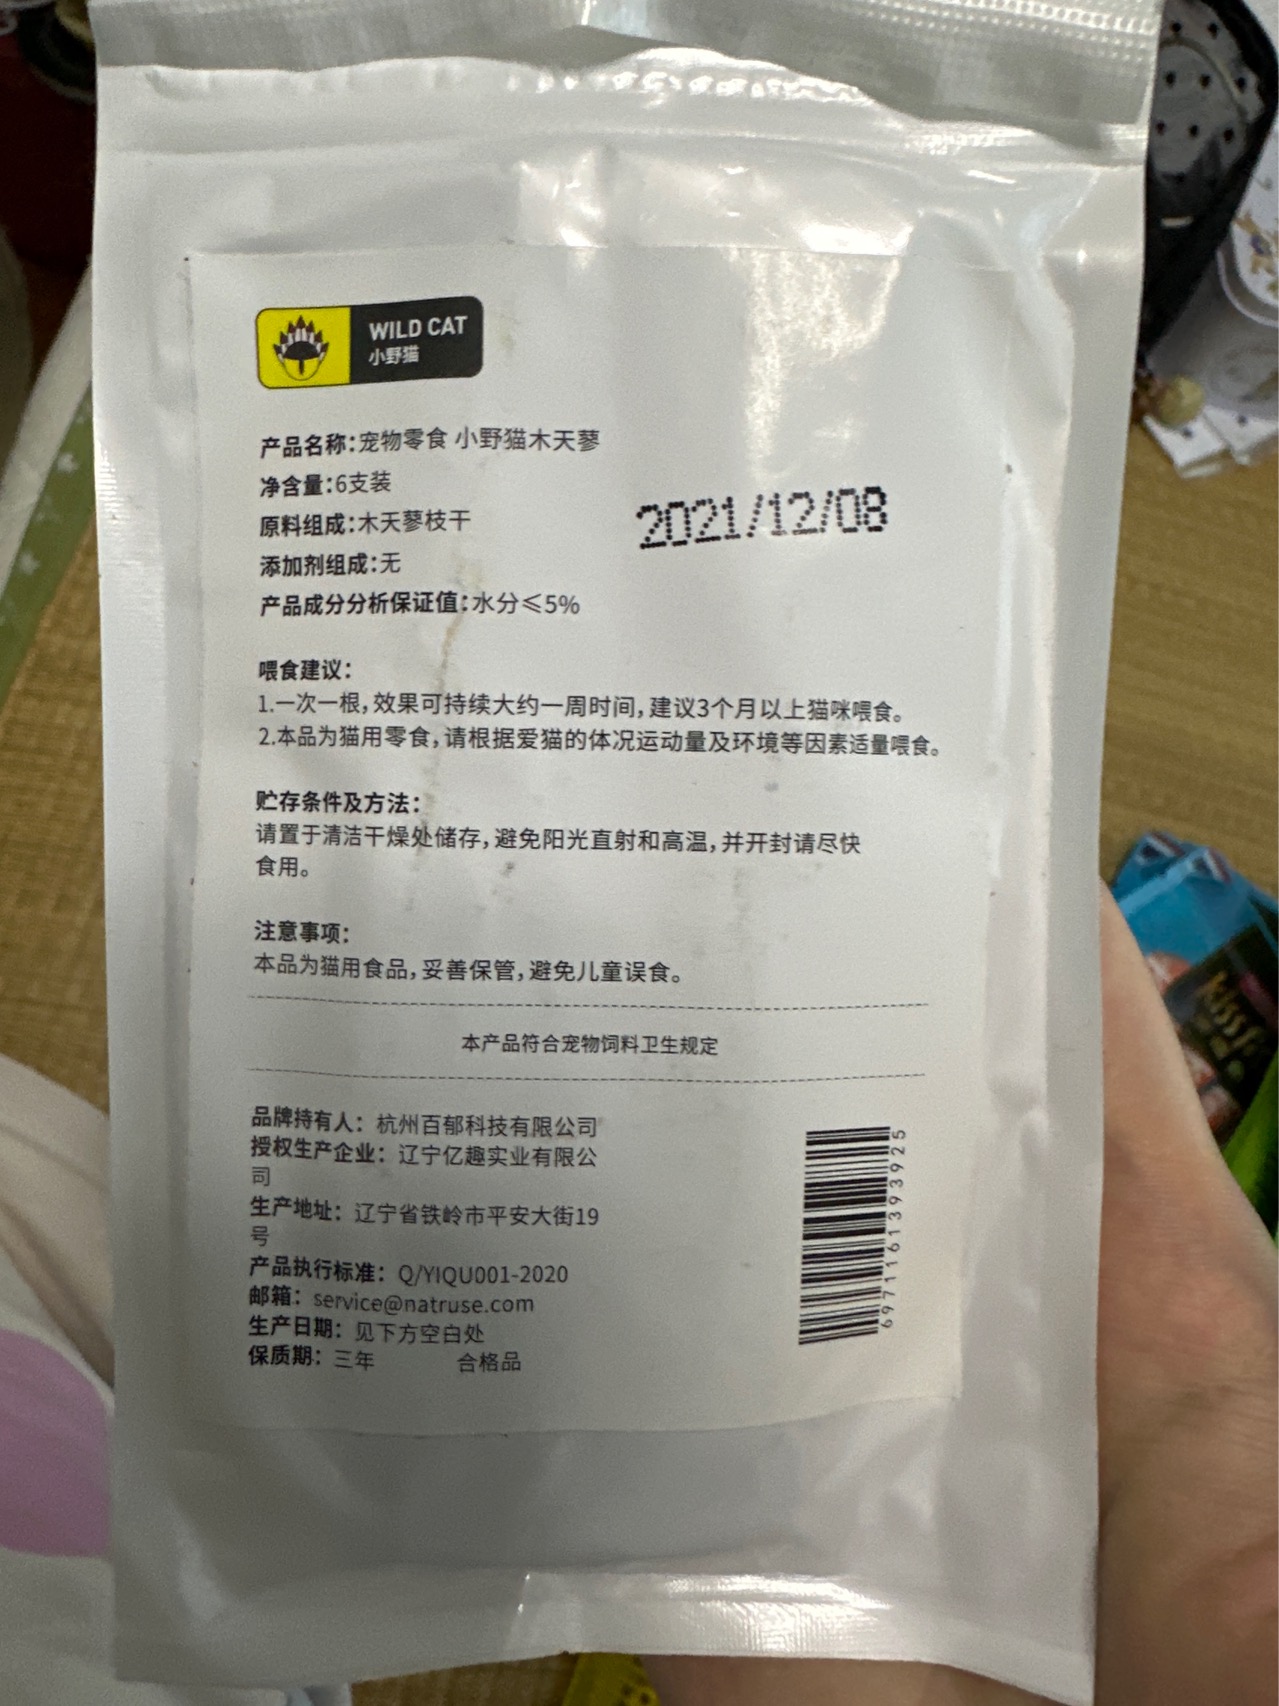 WILD CAT
小野猫
产品名称：宠物零食 小野猫木天蓼
净含量：6支装
原料组成：木天蓼枝干
2021/12/08
添加剂组成：无
产品成分分析保证值：水分≤5%
喂食建议：
1.一次一根，效果可持续大约一周时间，建议3个月以上猫咪喂食。
2.本品为猫用零食，请根据爱猫的体况运动量及环境等因素适量喂食。
贮存条件及方法：
请置于清洁干燥处储存，避免阳光直射和高温，并开封请尽快
食用。
注意事项：
本品为猫用食品，妥善保管，避免儿童误食。
本产品符合宠物饲料卫生规定
品牌持有人：杭州百郁科技有限公司
授权生产企业：辽宁亿趣实业有限公
司
生产地址：辽宁省铁岭市平安大街19
号
产品执行标准：Q/YIQU001-2020
邮箱：service@natruse.com
生产日期：见下方空白处
保质期：三年 合格品
6971161393925